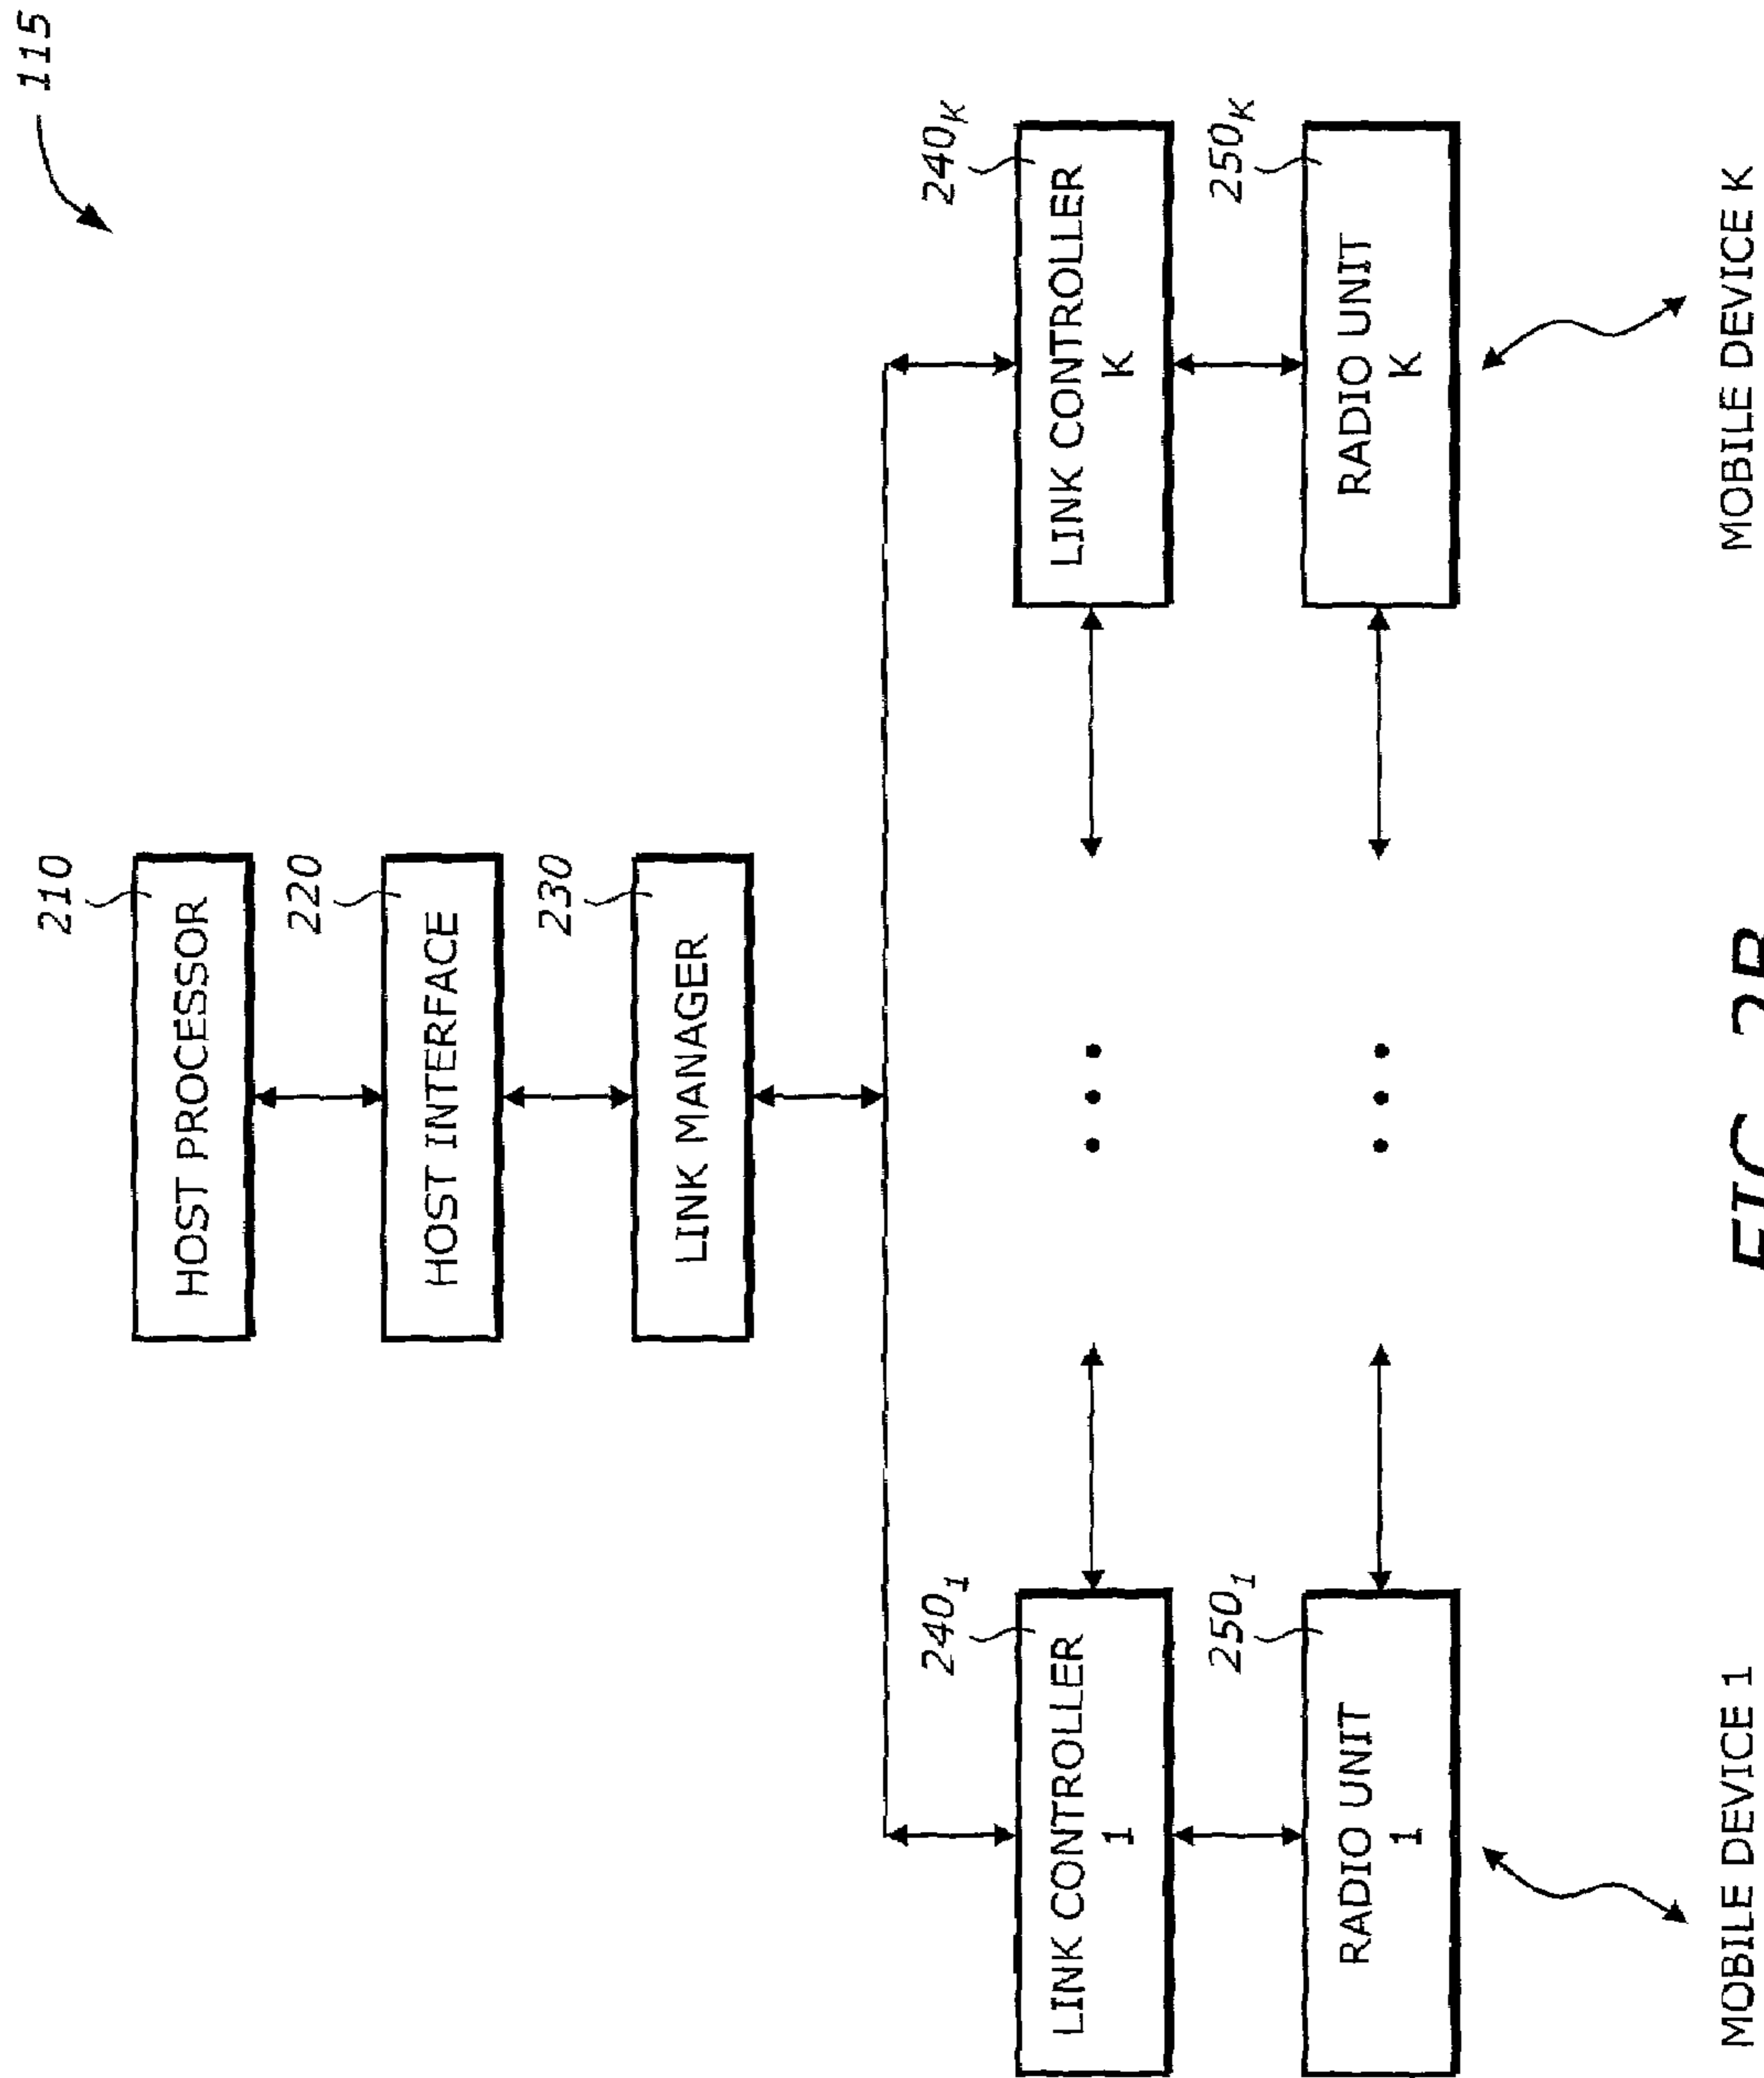 115
210
HOST PROCESSOR
220
HOST INTERFACE
230
LINK MANAGER
240₁
LINK CONTROLLER
1
240K
LINK CONTROLLER
K
250₁
RADIO UNIT
1
250K
RADIO UNIT
K
MOBILE DEVICE 1
MOBILE DEVICE K